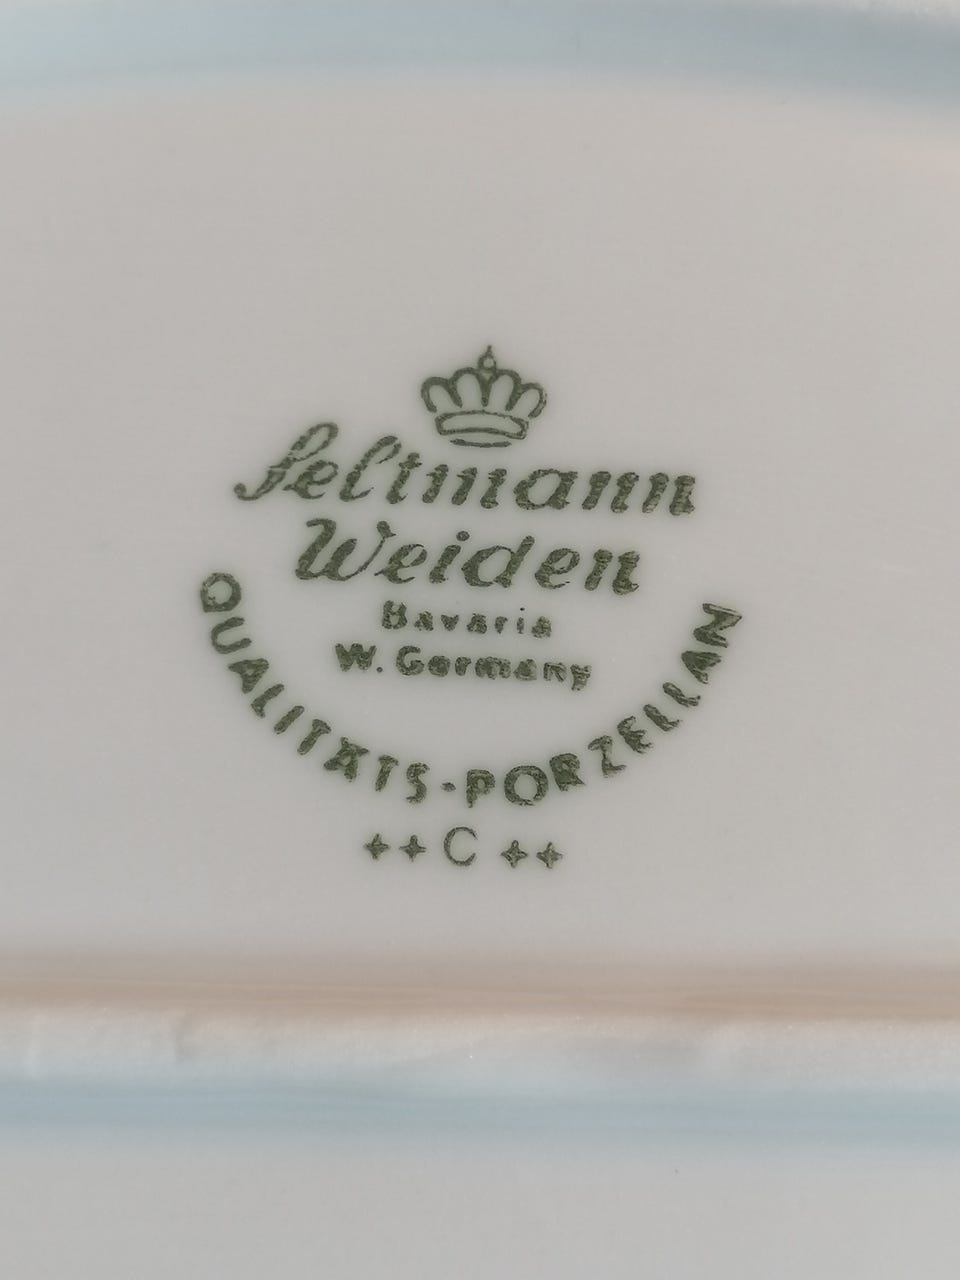 Seltmann
Weiden
Bavaria
W. Germany
QUALITÄTS-PORZELLAN
C